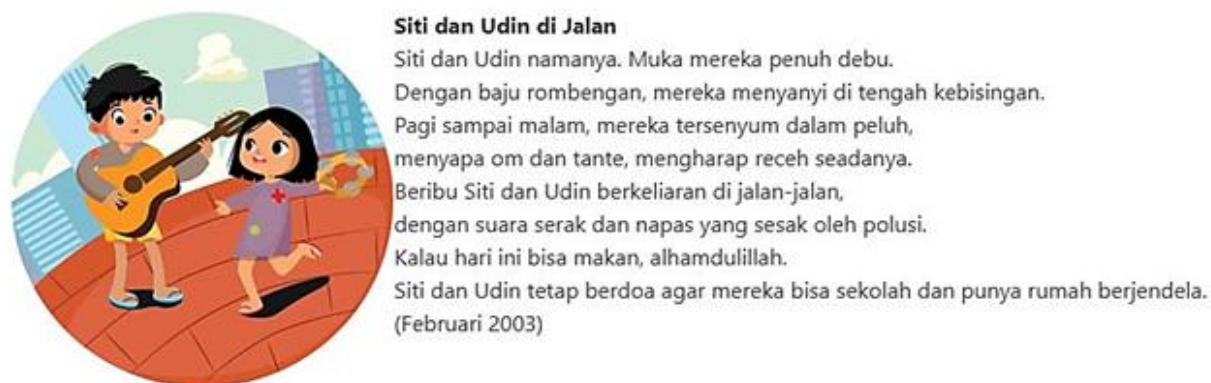 Siti dan Udin di Jalan
Siti dan Udin namanya. Muka mereka penuh debu.
Dengan baju rombengan, mereka menyanyi di tengah kebisingan.
Pagi sampai malam, mereka tersenyum dalam peluh,
menyapa om dan tante, mengharap receh seadanya.
Beribu Siti dan Udin berkeliaran di jalan-jalan,
dengan suara serak dan napas yang sesak oleh polusi.
Kalau hari ini bisa makan, alhamdulillah.
Siti dan Udin tetap berdoa agar mereka bisa sekolah dan punya rumah berjendela.
(Februari 2003)